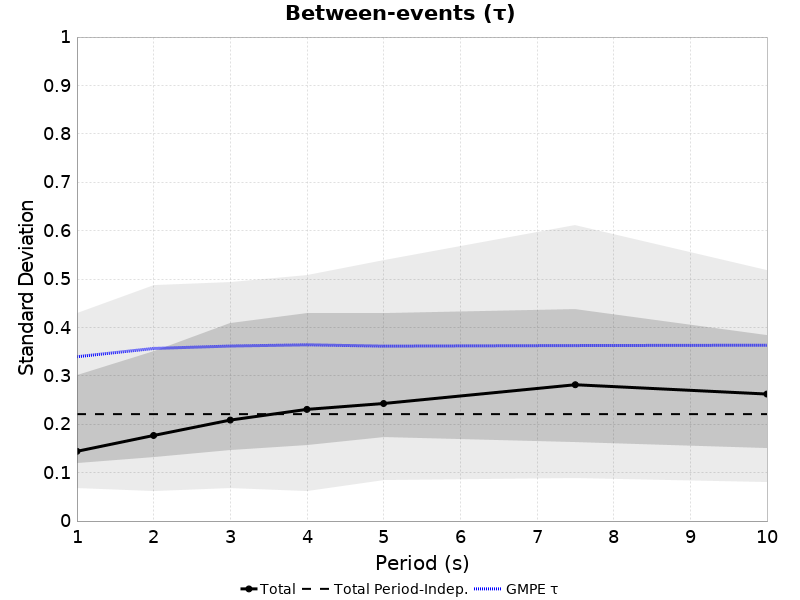 Between-events (τ)
Standard Deviation
1
0.9
0.8
0.7
0.6
0.5
0.4
0.3
0.2
0.1
0
1 2 3 4 5 6 7 8 9 10
Period (s)
Total Total Period-Indep. GMPE τ